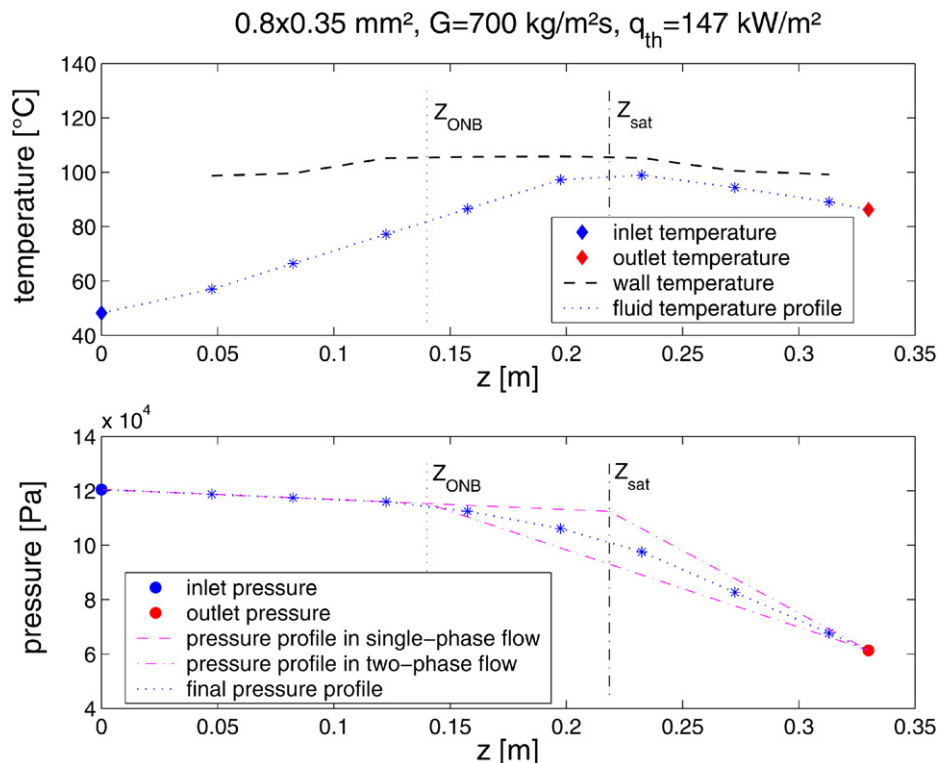 0.8x0.35 mm², G=700 kg/m²s, q_th=147 kW/m²
140
120
100
80
60
40
temperature [°C]
Z_ONB
Z_sat
inlet temperature
outlet temperature
wall temperature
fluid temperature profile
0 0.05 0.1 0.15 0.2 0.25 0.3 0.35
z [m]
x 10⁴
14
12
10
8
6
4
pressure [Pa]
Z_ONB
Z_sat
inlet pressure
outlet pressure
pressure profile in single-phase flow
pressure profile in two-phase flow
final pressure profile
0 0.05 0.1 0.15 0.2 0.25 0.3 0.35
z [m]